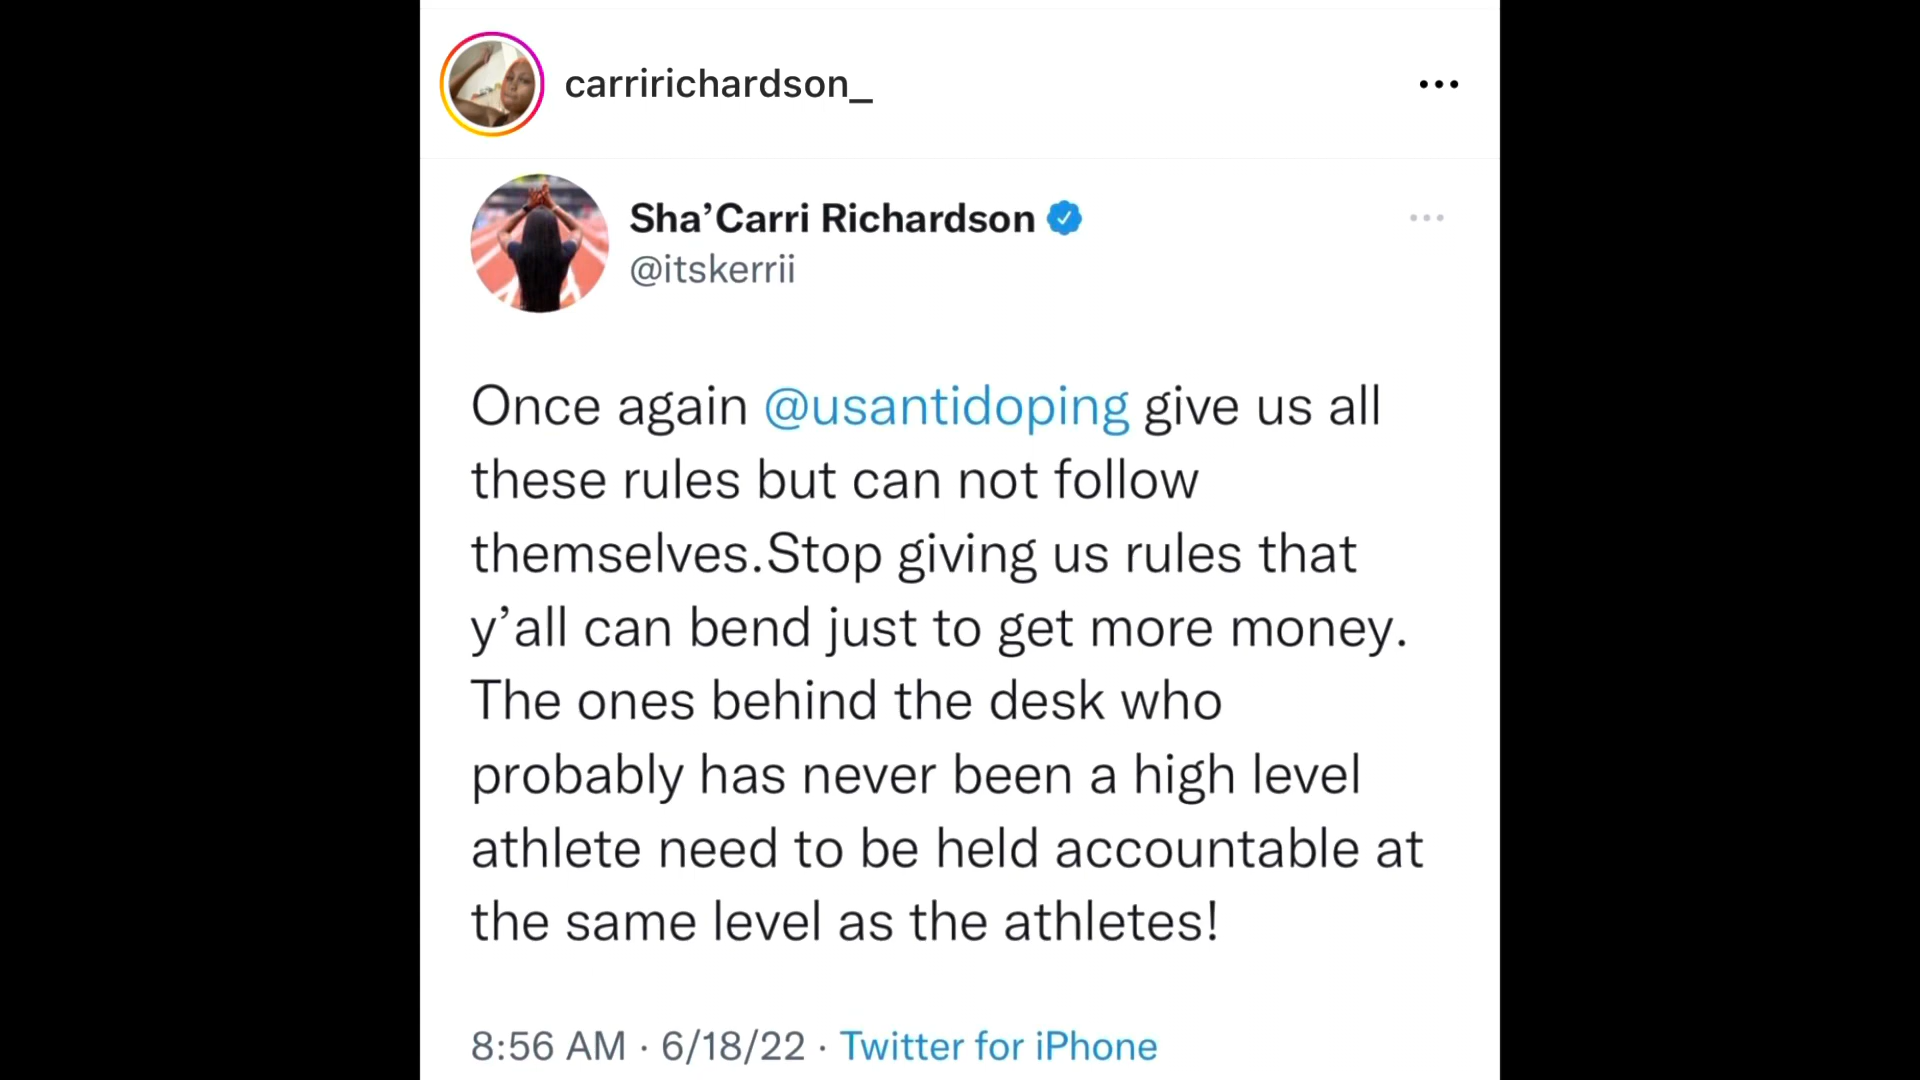 carririchardson_
Sha’Carri Richardson
@itskerrii
Once again @usantidoping give us all
these rules but can not follow
themselves.Stop giving us rules that
y’all can bend just to get more money.
The ones behind the desk who
probably has never been a high level
athlete need to be held accountable at
the same level as the athletes!
8:56 AM · 6/18/22 · Twitter for iPhone